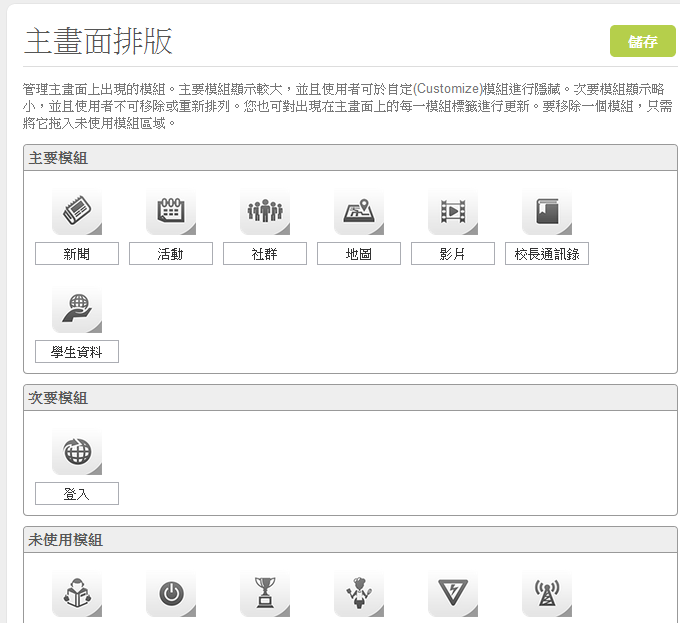 主畫面排版
儲存
管理主畫面上出現的模組。主要模組顯示較大，並且使用者可於自定(Customize)模組進行隱藏。次要模組顯示略
小，並且使用者不可移除或重新排列。您也可對出現在主畫面上的每一模組標籤進行更新。要移除一個模組，只需
將它拖入未使用模組區域。
主要模組
新聞 活動 社群 地圖 影片 校長通訊錄
學生資料
次要模組
登入
未使用模組